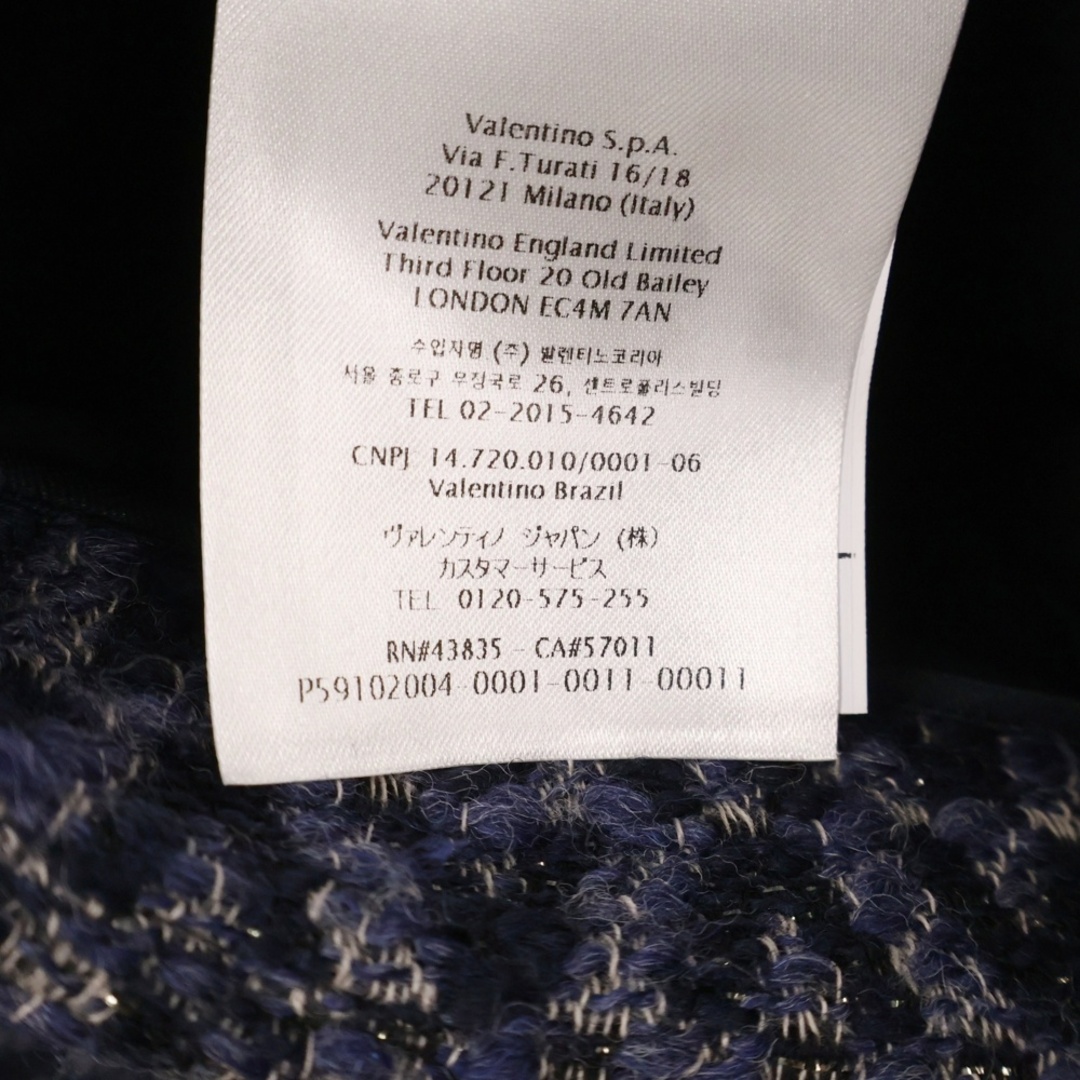 Valentino S.p.A.
Via F.Turati 16/18
20121 Milano (Italy)
Valentino England Limited
Third Floor 20 Old Bailey
LONDON EC4M 7AN
수입자명 (주) 발렌티노코리아
서울 종로구 우정국로 26, 센트로폴리스빌딩
TEL 02-2015-4642
CNPJ 14.720.010/0001-06
Valentino Brazil
ヴァレンティノ ジャパン (株)
カスタマーサービス
TEL 0120-575-255
RN#43835 - CA#57011
P59102004-0001-0011-00011